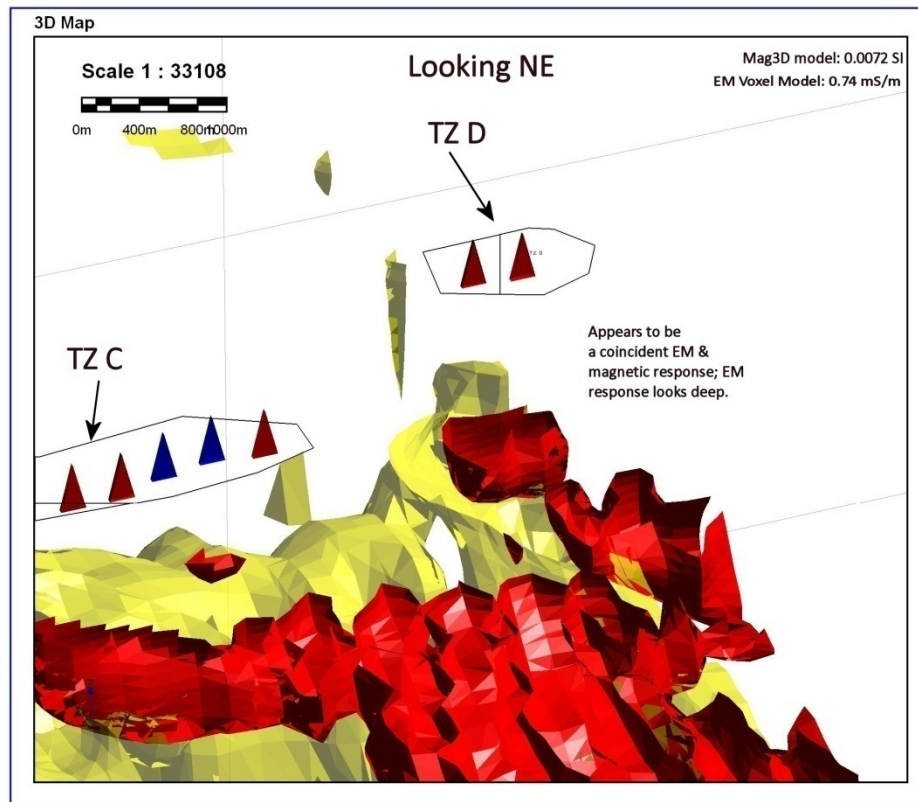 3D Map
Scale 1 : 33108
0m 400m 800m 1000m
Looking NE
Mag3D model: 0.0072 SI
EM Voxel Model: 0.74 mS/m
TZ D
Appears to be
a coincident EM &
magnetic response; EM
response looks deep.
TZ C